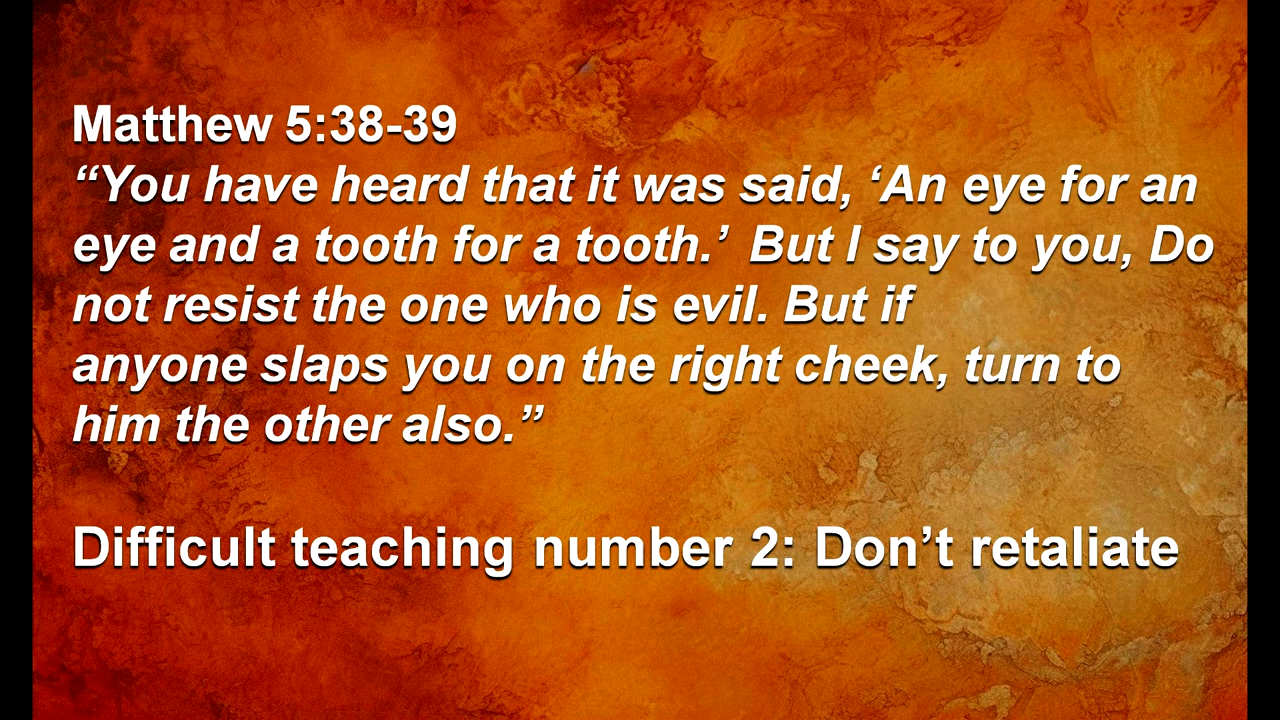 Matthew 5:38-39
“You have heard that it was said, ‘An eye for an
eye and a tooth for a tooth.’  But I say to you, Do
not resist the one who is evil. But if
anyone slaps you on the right cheek, turn to
him the other also.”
Difficult teaching number 2: Don’t retaliate